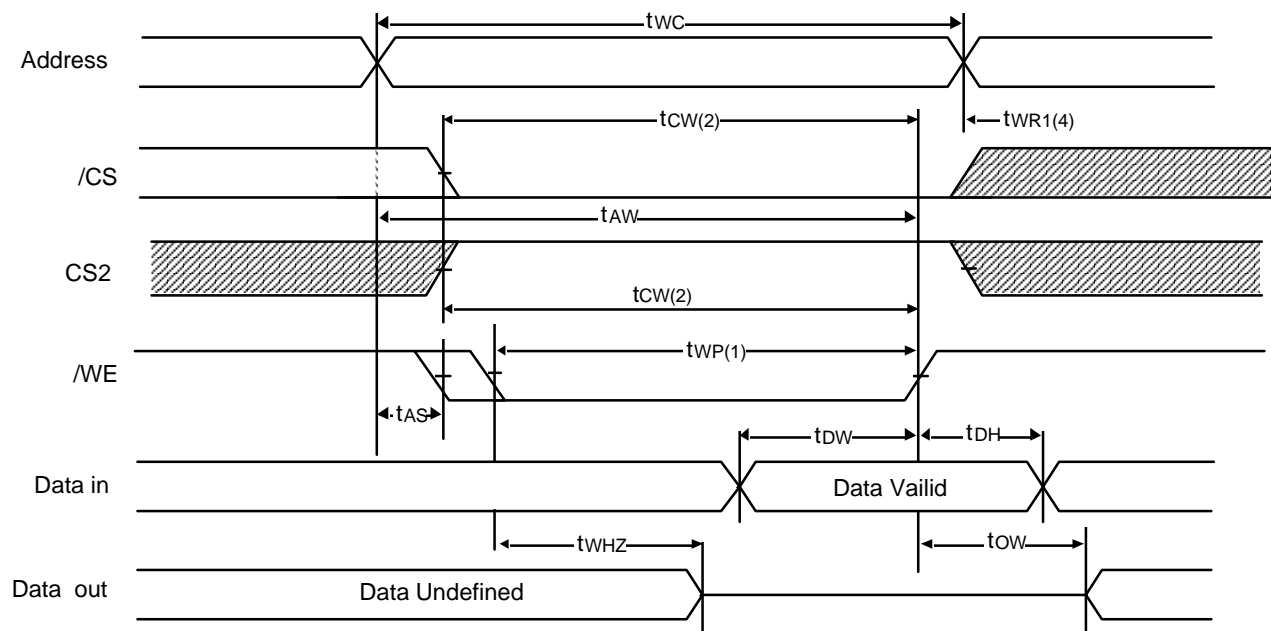 tWC
Address
tCW(2)
tWR1(4)
/CS
tAW
CS2
tCW(2)
tWP(1)
/WE
tAS
tDW
tDH
Data in
Data Vailid
tWHZ
tOW
Data out
Data Undefined